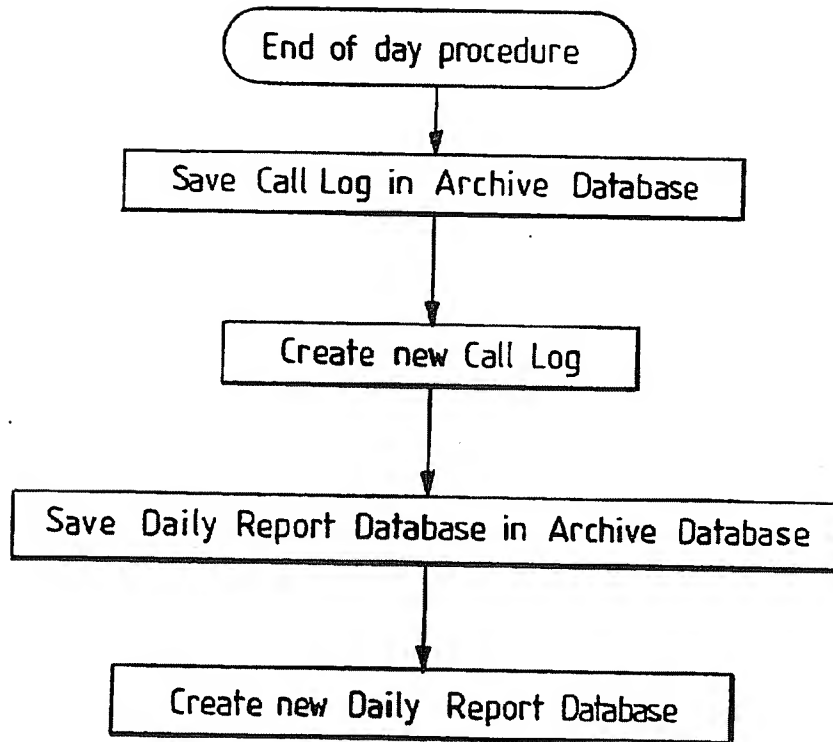 End of day procedure
Save Call Log in Archive Database
Create new Call Log
Save Daily Report Database in Archive Database
Create new Daily Report Database